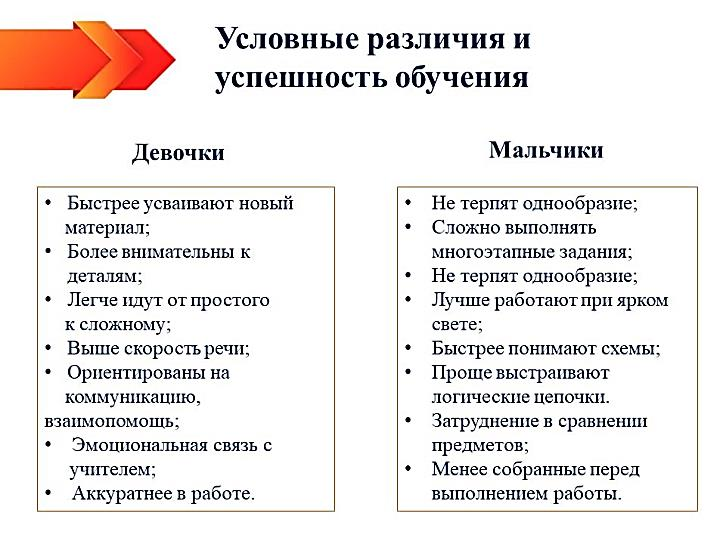 Условные различия и
успешность обучения
Девочки
• Быстрее усваивают новый
материал;
• Более внимательны к
деталям;
• Легче идут от простого
к сложному;
• Выше скорость речи;
• Ориентированы на
коммуникацию,
взаимопомощь;
• Эмоциональная связь с
учителем;
• Аккуратнее в работе.
Мальчики
• Не терпят однообразие;
• Сложно выполнять
многоэтапные задания;
• Не терпят однообразие;
• Лучше работают при ярком
свете;
• Быстрее понимают схемы;
• Проще выстраивают
логические цепочки.
• Затруднение в сравнении
предметов;
• Менее собранные перед
выполнением работы.